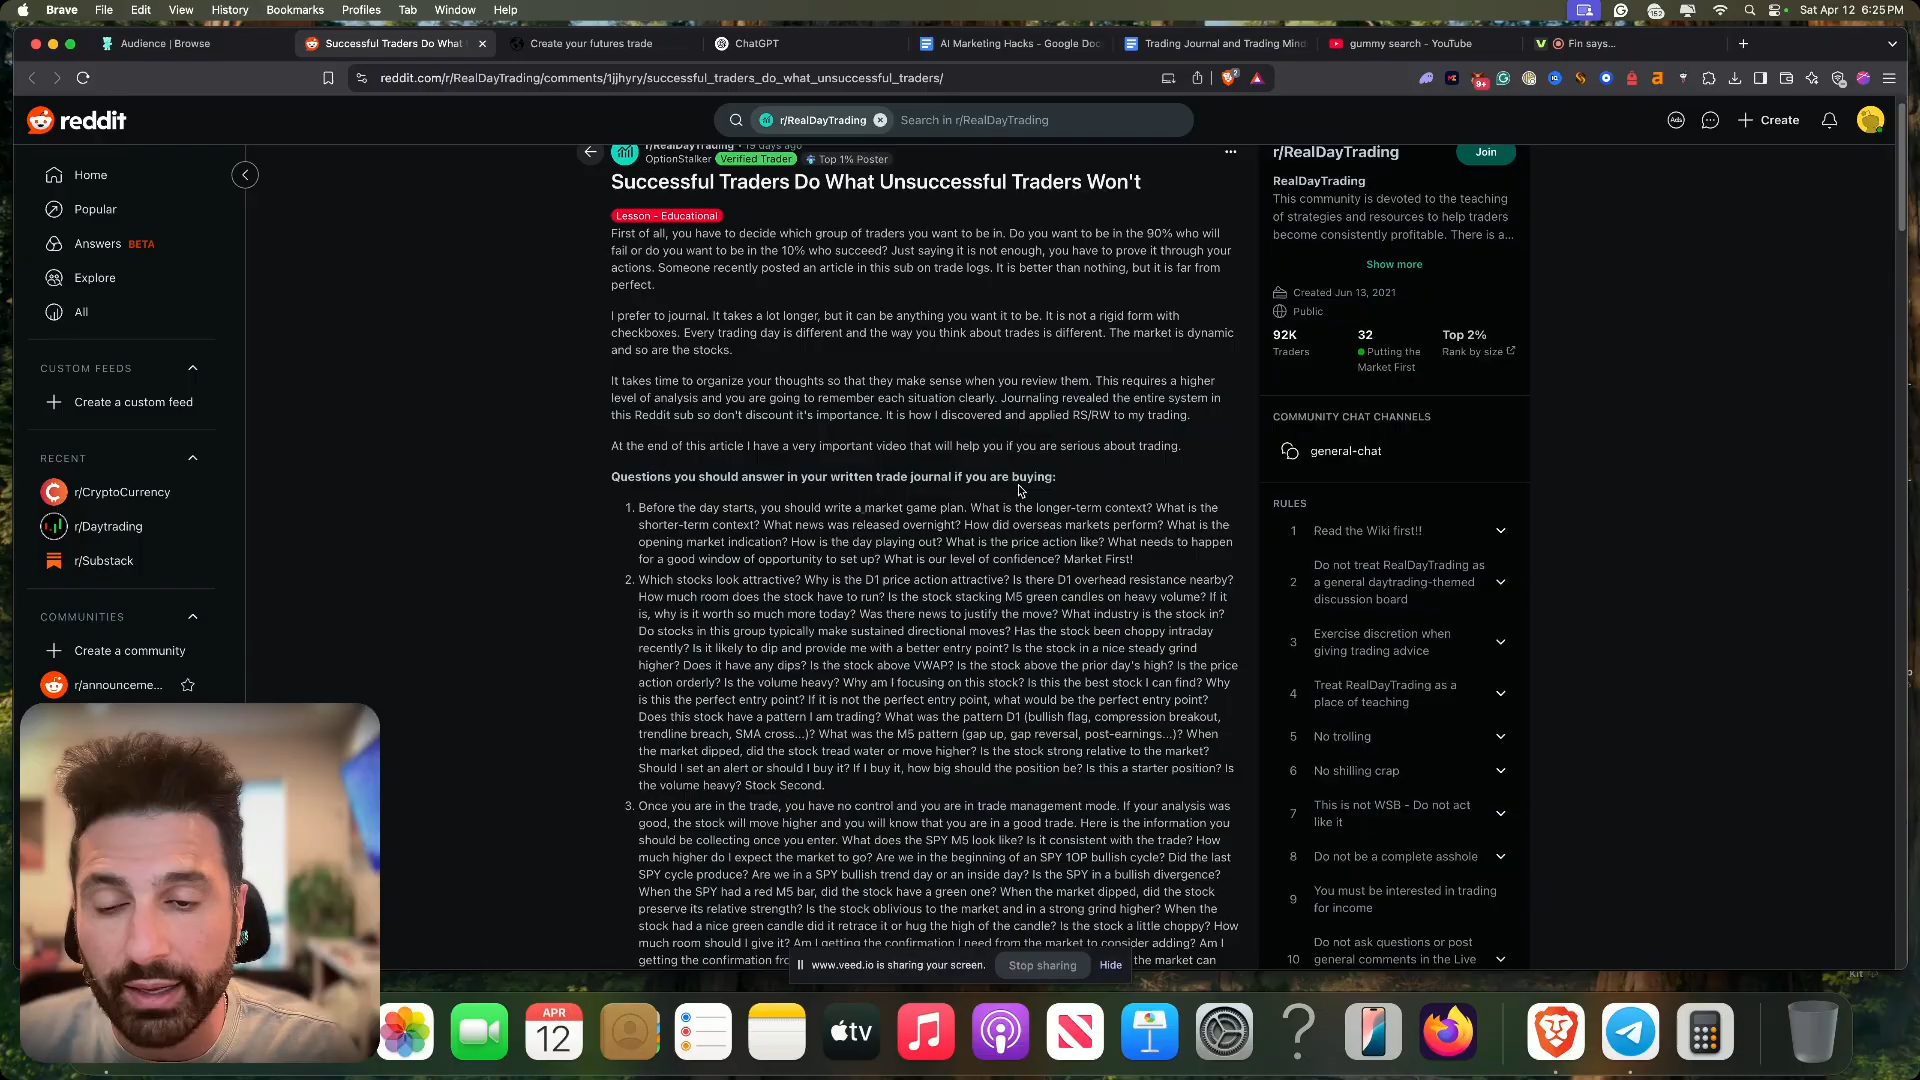 Brave File Edit View History Bookmarks Profiles Tab Window Help
152
Sat Apr 12 6:25 PM
Audience | Browse
Successful Traders Do What
Create your futures trade
ChatGPT
AI Marketing Hacks - Google Doc
Trading Journal and Trading Mind
gummy search - YouTube
Fin says...
reddit.com/r/RealDayTrading/comments/1jjhyry/successful_traders_do_what_unsuccessful_traders/
2
9+
reddit
r/RealDayTrading
Search in r/RealDayTrading
Create
Home
Popular
Answers BETA
Explore
All
CUSTOM FEEDS
Create a custom feed
RECENT
r/CryptoCurrency
r/Daytrading
r/Substack
COMMUNITIES
Create a community
r/announceme...
r/RealDayTrading • 19 days ago
OptionStalker Verified Trader Top 1% Poster
Successful Traders Do What Unsuccessful Traders Won't
Lesson - Educational
First of all, you have to decide which group of traders you want to be in. Do you want to be in the 90% who will
fail or do you want to be in the 10% who succeed? Just saying it is not enough, you have to prove it through your
actions. Someone recently posted an article in this sub on trade logs. It is better than nothing, but it is far from
perfect.
I prefer to journal. It takes a lot longer, but it can be anything you want it to be. It is not a rigid form with
checkboxes. Every trading day is different and the way you think about trades is different. The market is dynamic
and so are the stocks.
It takes time to organize your thoughts so that they make sense when you review them. This requires a higher
level of analysis and you are going to remember each situation clearly. Journaling revealed the entire system in
this Reddit sub so don't discount it's importance. It is how I discovered and applied RS/RW to my trading.
At the end of this article I have a very important video that will help you if you are serious about trading.
Questions you should answer in your written trade journal if you are buying:
1. Before the day starts, you should write a market game plan. What is the longer-term context? What is the
shorter-term context? What news was released overnight? How did overseas markets perform? What is the
opening market indication? How is the day playing out? What is the price action like? What needs to happen
for a good window of opportunity to set up? What is our level of confidence? Market First!
2. Which stocks look attractive? Why is the D1 price action attractive? Is there D1 overhead resistance nearby?
How much room does the stock have to run? Is the stock stacking M5 green candles on heavy volume? If it
is, why is it worth so much more today? Was there news to justify the move? What industry is the stock in?
Do stocks in this group typically make sustained directional moves? Has the stock been choppy intraday
recently? Is it likely to dip and provide me with a better entry point? Is the stock in a nice steady grind
higher? Does it have any dips? Is the stock above VWAP? Is the stock above the prior day's high? Is the price
action orderly? Is the volume heavy? Why am I focusing on this stock? Is this the best stock I can find? Why
is this the perfect entry point? If it is not the perfect entry point, what would be the perfect entry point?
Does this stock have a pattern I am trading? What was the pattern D1 (bullish flag, compression breakout,
trendline breach, SMA cross...)? What was the M5 pattern (gap up, gap reversal, post-earnings...)? When
the market dipped, did the stock tread water or move higher? Is the stock strong relative to the market?
Should I set an alert or should I buy it? If I buy it, how big should the position be? Is this a starter position? Is
the volume heavy? Stock Second.
3. Once you are in the trade, you have no control and you are in trade management mode. If your analysis was
good, the stock will move higher and you will know that you are in a good trade. Here is the information you
should be collecting once you enter. What does the SPY M5 look like? Is it consistent with the trade? How
much higher do I expect the market to go? Are we in the beginning of an SPY 1OP bullish cycle? Did the last
SPY cycle produce? Are we in a SPY bullish trend day or an inside day? Is the SPY in a bullish divergence?
When the SPY had a red M5 bar, did the stock have a green one? When the market dipped, did the stock
preserve its relative strength? Is the stock oblivious to the market and in a strong grind higher? When the
stock had a nice green candle did it retrace it or hug the high of the candle? Is the stock a little choppy? How
much room should I give it? Am I getting the confirmation I need from the market to consider adding? Am I
getting the confirmation
the market can
r/RealDayTrading
Join
RealDayTrading
This community is devoted to the teaching
of strategies and resources to help traders
become consistently profitable. There is a...
Show more
Created Jun 13, 2021
Public
92K 32 Top 2%
Traders Putting the Rank by size
Market First
COMMUNITY CHAT CHANNELS
general-chat
RULES
1 Read the Wiki first!!
2 Do not treat RealDayTrading as
a general daytrading-themed
discussion board
3 Exercise discretion when
giving trading advice
4 Treat RealDayTrading as a
place of teaching
5 No trolling
6 No shilling crap
7 This is not WSB - Do not act
like it
8 Do not be a complete asshole
9 You must be interested in trading
for income
10 Do not ask questions or post
general comments in the Live
www.veed.io is sharing your screen.
Stop sharing
Hide
Kit
APR
12
tv